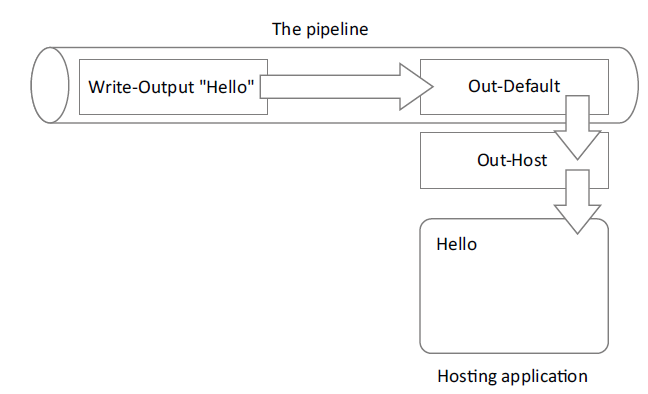 The pipeline
Write-Output "Hello"
Out-Default
Out-Host
Hello
Hosting application